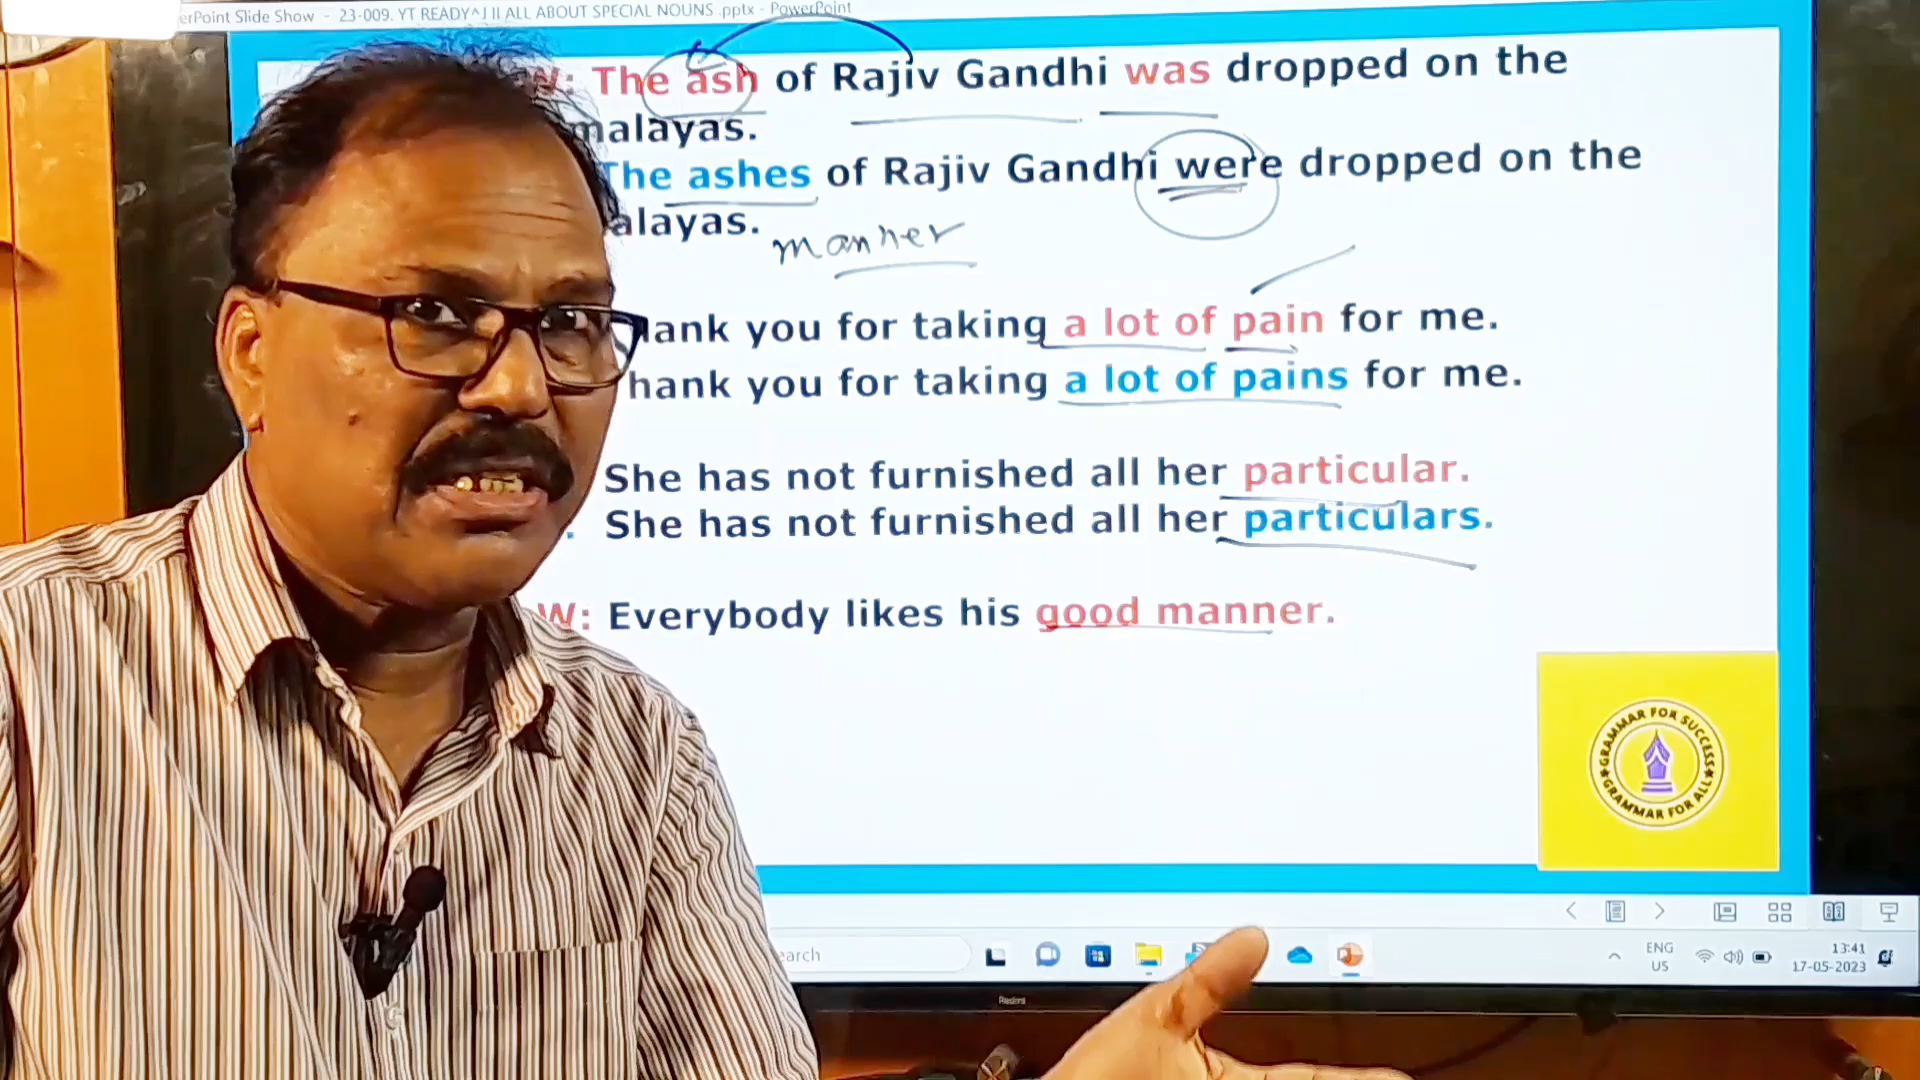 PowerPoint Slide Show - 23-009. YT READY^J II ALL ABOUT SPECIAL NOUNS .pptx - PowerPoint
W: The ash of Rajiv Gandhi was dropped on the
malayas.
The ashes of Rajiv Gandhi were dropped on the
alayas.
manner
hank you for taking a lot of pain for me.
hank you for taking a lot of pains for me.
She has not furnished all her particular.
She has not furnished all her particulars.
W: Everybody likes his good manner.
GRAMMAR FOR SUCCESS
GRAMMAR FOR ALL
earch
ENG
US
13:41
17-05-2023